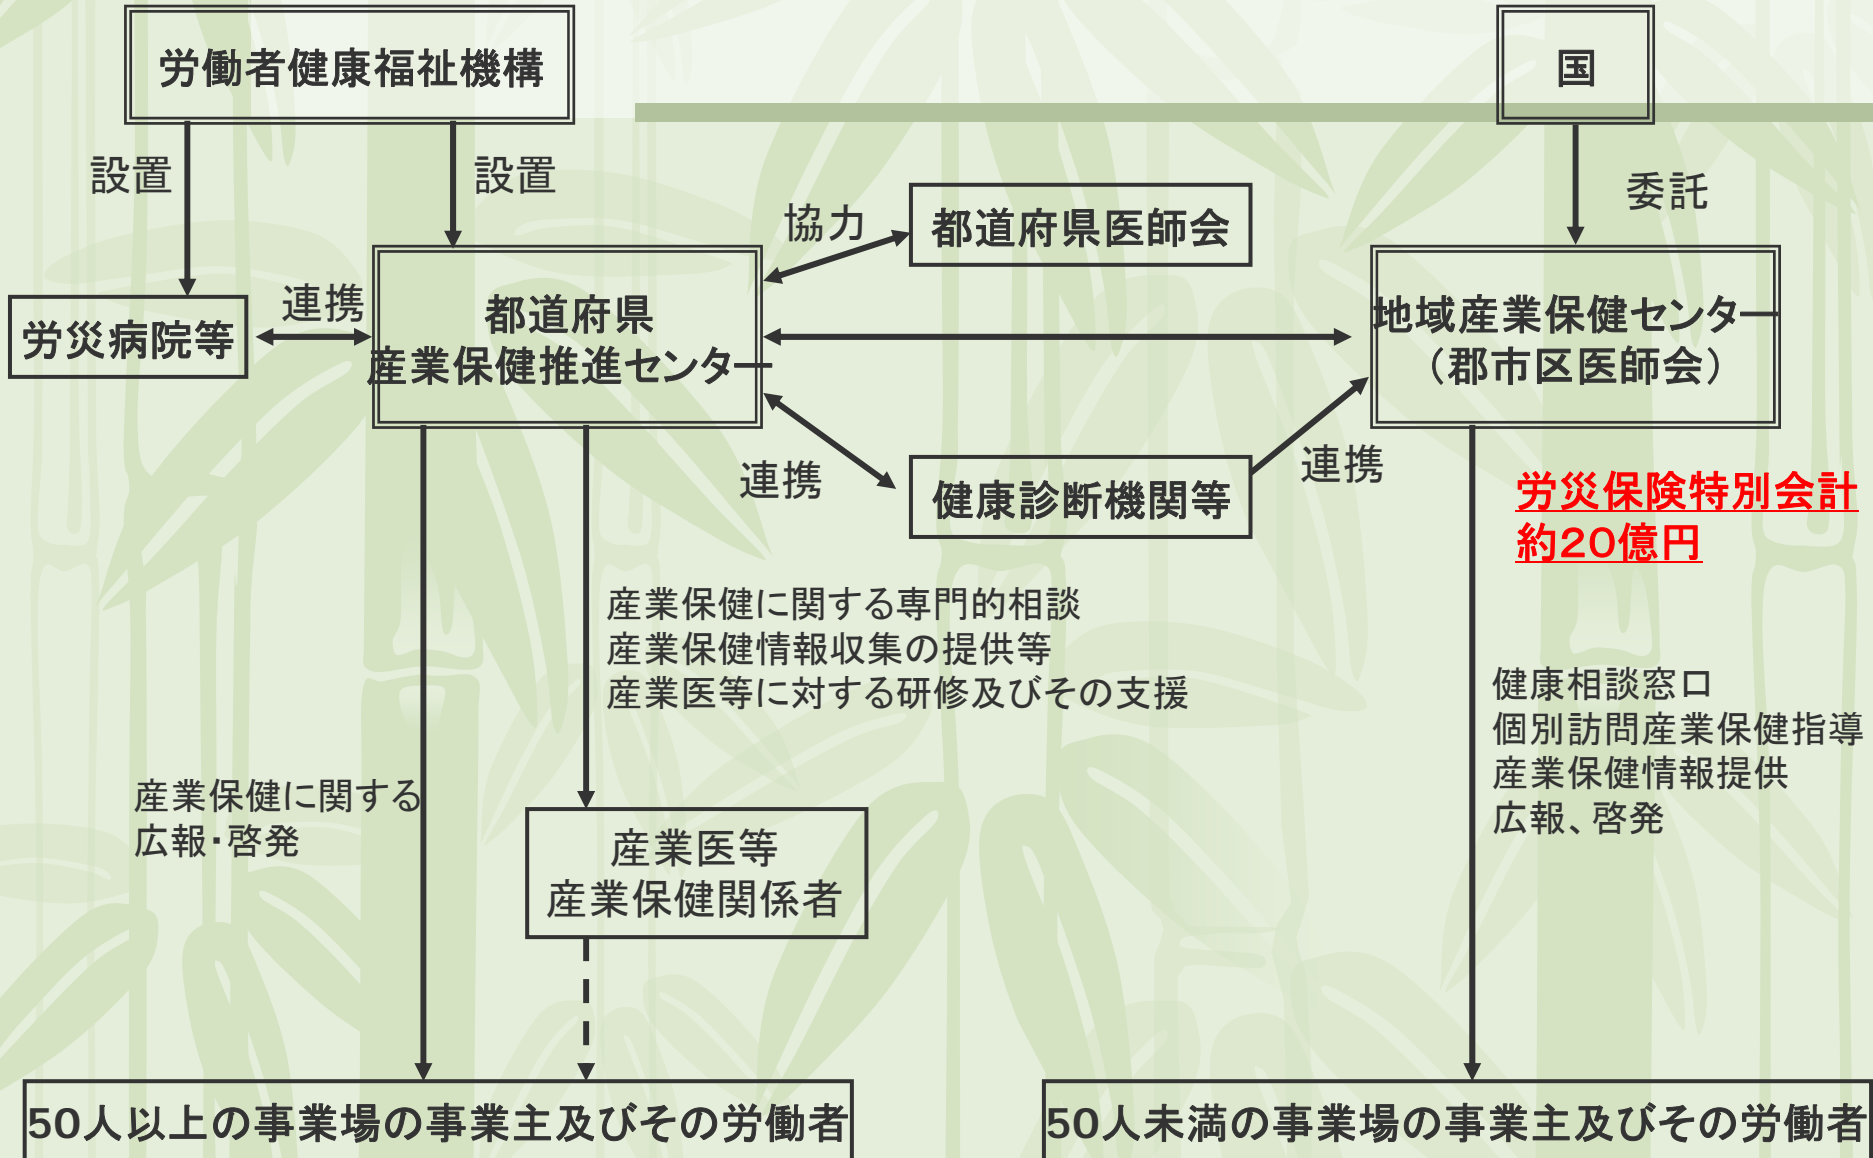 労働者健康福祉機構
国
設置
設置
委託
協力
都道府県医師会
連携
労災病院等
都道府県
産業保健推進センター
地域産業保健センター
（郡市区医師会）
連携
健康診断機関等
連携
労災保険特別会計
約20億円
産業保健に関する専門的相談
産業保健情報収集の提供等
産業医等に対する研修及びその支援
健康相談窓口
個別訪問産業保健指導
産業保健情報提供
広報、啓発
産業保健に関する
広報・啓発
産業医等
産業保健関係者
50人以上の事業場の事業主及びその労働者
50人未満の事業場の事業主及びその労働者